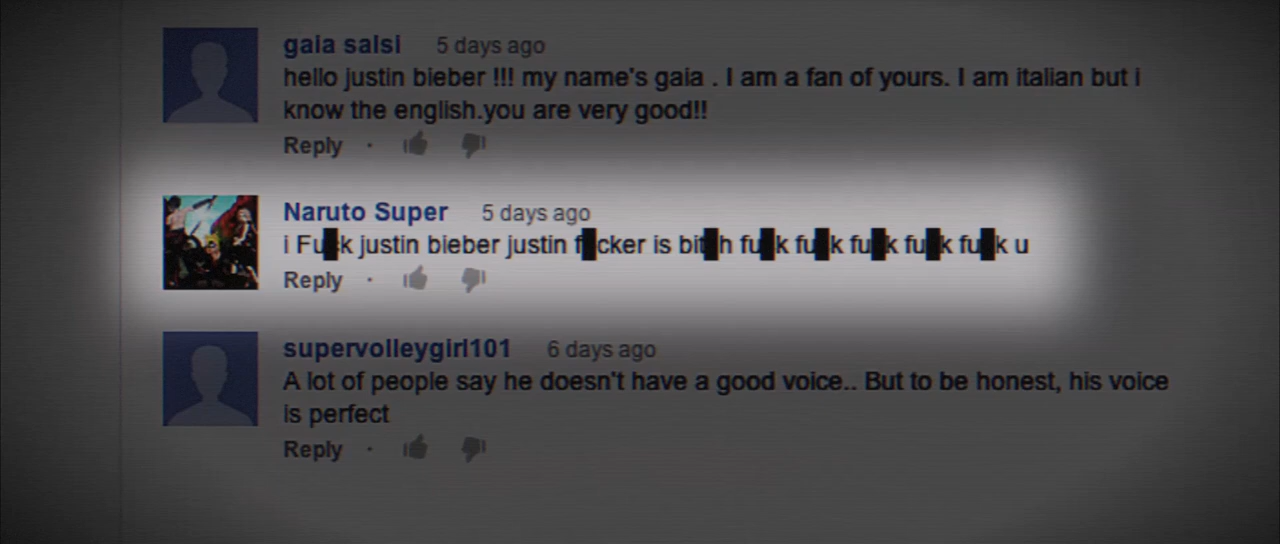 gaia salsi 5 days ago
hello justin bieber !!! my name's gaia . I am a fan of yours. I am italian but i
know the english.you are very good!!
Reply ·
Naruto Super 5 days ago
i Fu█k justin bieber justin f█cker is bit█h fu█k fu█k fu█k fu█k fu█k u
Reply ·
supervolleygirl101 6 days ago
A lot of people say he doesn't have a good voice.. But to be honest, his voice
is perfect
Reply ·